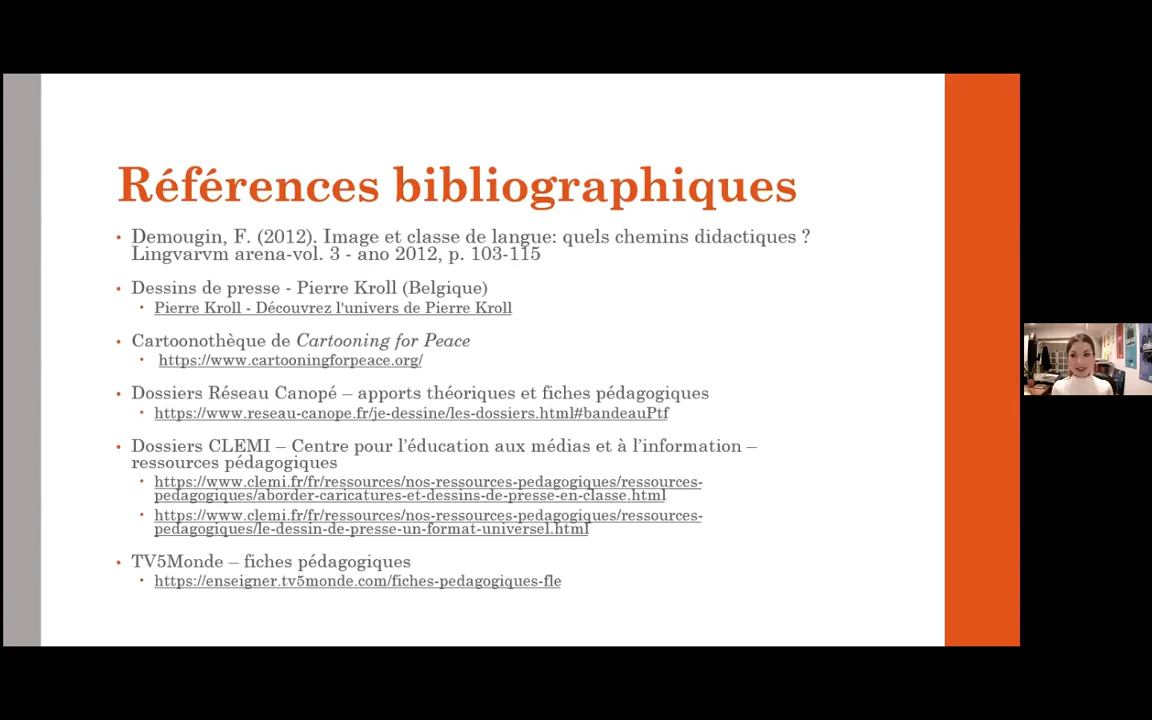 Références bibliographiques
• Demougin, F. (2012). Image et classe de langue: quels chemins didactiques ?
Lingvarvm arena-vol. 3 - ano 2012, p. 103-115
• Dessins de presse - Pierre Kroll (Belgique)
• Pierre Kroll - Découvrez l'univers de Pierre Kroll
• Cartoonothèque de Cartooning for Peace
• https://www.cartooningforpeace.org/
• Dossiers Réseau Canopé – apports théoriques et fiches pédagogiques
• https://www.reseau-canope.fr/je-dessine/les-dossiers.html#bandeauPtf
• Dossiers CLEMI – Centre pour l’éducation aux médias et à l’information –
ressources pédagogiques
• https://www.clemi.fr/fr/ressources/nos-ressources-pedagogiques/ressources-
pedagogiques/aborder-caricatures-et-dessins-de-presse-en-classe.html
• https://www.clemi.fr/fr/ressources/nos-ressources-pedagogiques/ressources-
pedagogiques/le-dessin-de-presse-un-format-universel.html
• TV5Monde – fiches pédagogiques
• https://enseigner.tv5monde.com/fiches-pedagogiques-fle